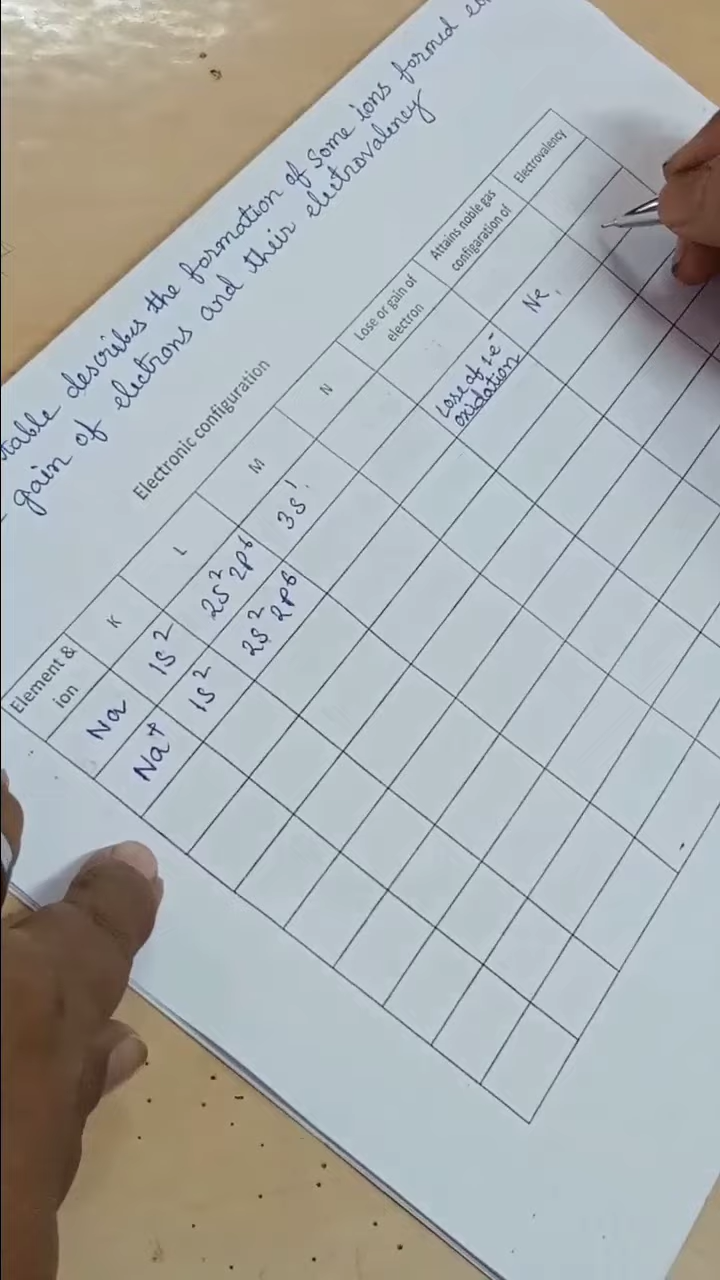 table describes the formation of some ions formed
gain of electrons and their electrovalency
Electronic configuration
Element & ion
K
L
M
N
Lose or gain of electron
Attains noble gas configaration of
Electrovalency
Na
1s²
2s² 2p⁶
3s¹
Lose of 1e⁻
oxidation
Ne
Na+
1s²
2s² 2p⁶